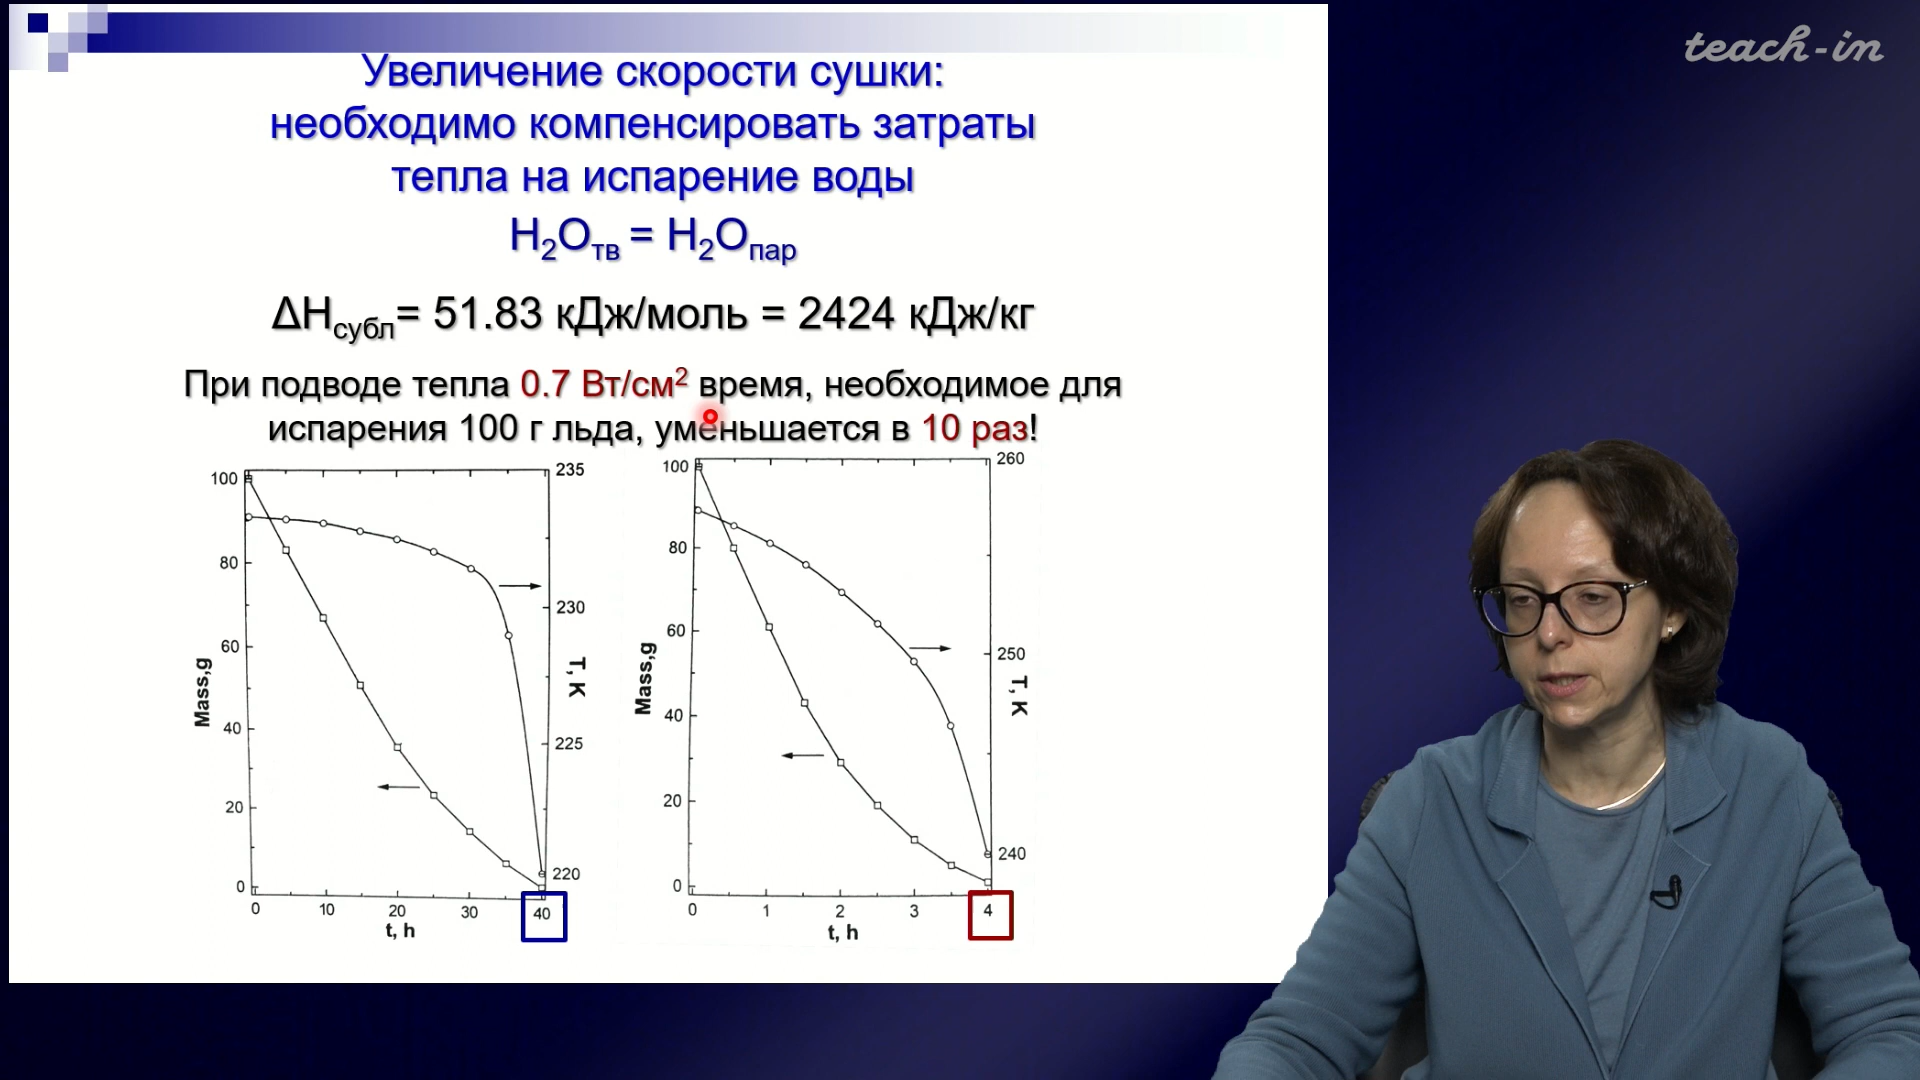 teach-in
Увеличение скорости сушки:
необходимо компенсировать затраты
тепла на испарение воды
H₂Oтв = H₂Oпар
ΔHсубл= 51.83 кДж/моль = 2424 кДж/кг
При подводе тепла 0.7 Вт/см² время, необходимое для
испарения 100 г льда, уменьшается в 10 раз!
100
80
60
40
20
0
Mass,g
0 10 20 30 40
t, h
235
230
225
220
T, K
100
80
60
40
20
0
Mass,g
0 1 2 3 4
t, h
260
250
240
T, K